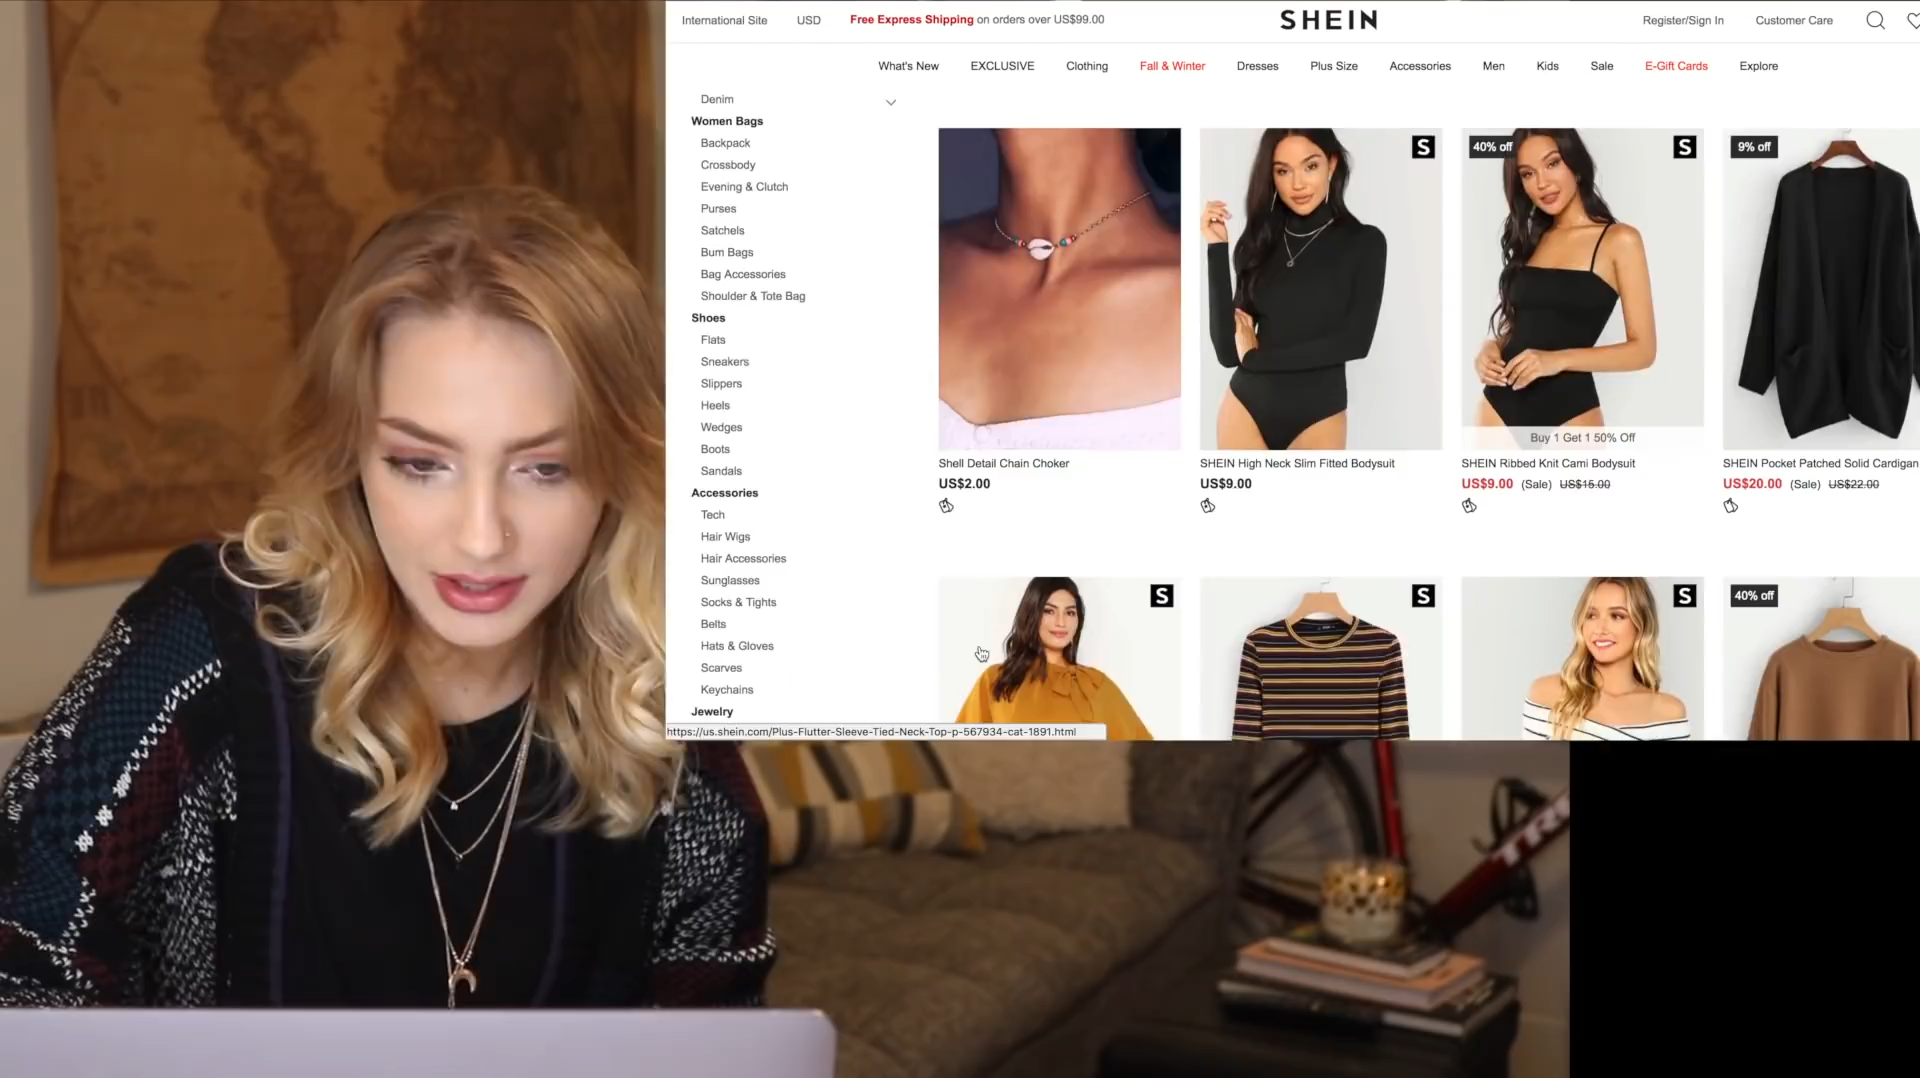 International Site USD Free Express Shipping on orders over US$99.00 SHEIN Register/Sign In Customer Care
What's New EXCLUSIVE Clothing Fall & Winter Dresses Plus Size Accessories Men Kids Sale E-Gift Cards Explore
Denim
Women Bags
Backpack
Crossbody
Evening & Clutch
Purses
Satchels
Bum Bags
Bag Accessories
Shoulder & Tote Bag
Shoes
Flats
Sneakers
Slippers
Heels
Wedges
Boots
Sandals
Accessories
Tech
Hair Wigs
Hair Accessories
Sunglasses
Socks & Tights
Belts
Hats & Gloves
Scarves
Keychains
Jewelry
https://us.shein.com/Plus-Flutter-Sleeve-Tied-Neck-Top-p-567934-cat-1891.html
S
40% off S
9% off
Buy 1 Get 1 50% Off
Shell Detail Chain Choker
US$2.00
SHEIN High Neck Slim Fitted Bodysuit
US$9.00
SHEIN Ribbed Knit Cami Bodysuit
US$9.00 (Sale) US$15.00
SHEIN Pocket Patched Solid Cardigan
US$20.00 (Sale) US$22.00
S
S
S
40% off